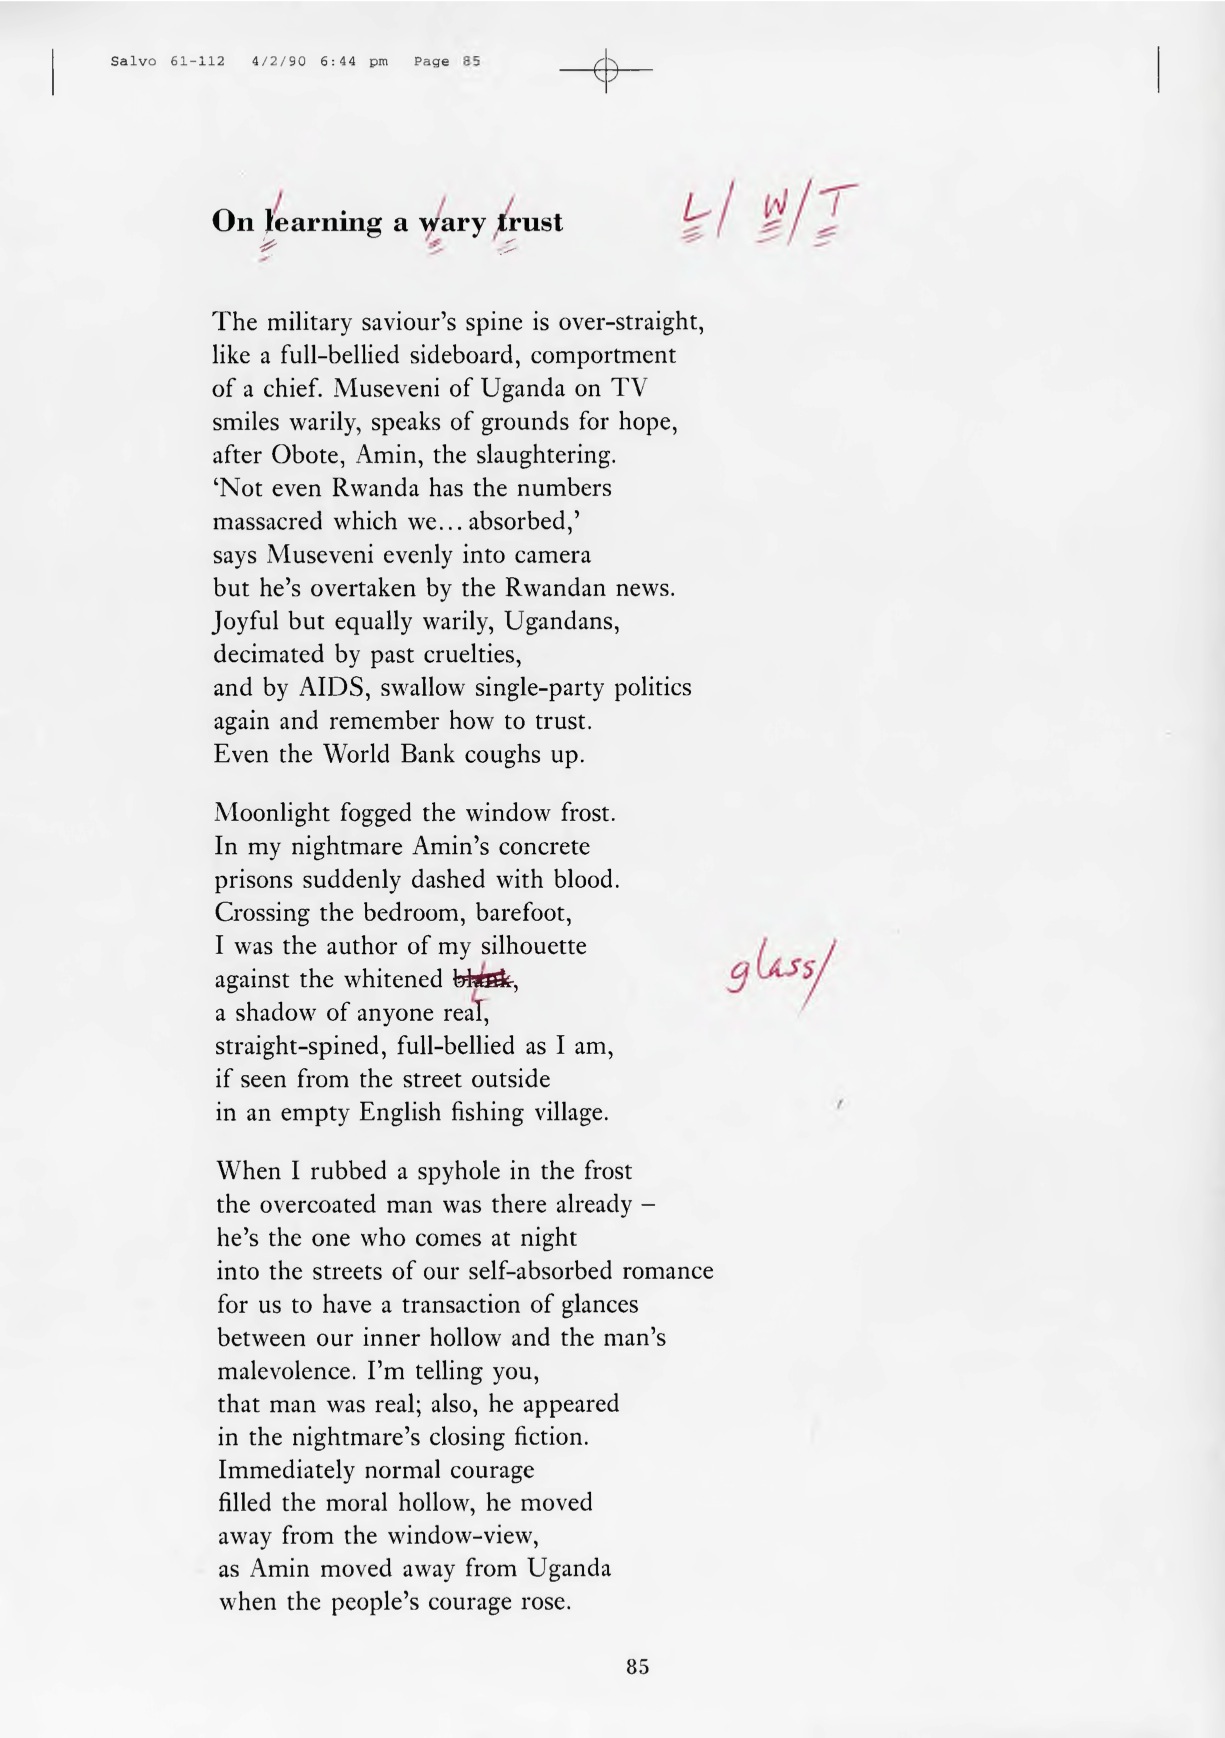 Salvo 61-112 4/2/90 6:44 pm Page 85
On learning a wary trust
L/ W/ T
The military saviour's spine is over-straight,
like a full-bellied sideboard, comportment
of a chief. Museveni of Uganda on TV
smiles warily, speaks of grounds for hope,
after Obote, Amin, the slaughtering.
‘Not even Rwanda has the numbers
massacred which we... absorbed,’
says Museveni evenly into camera
but he's overtaken by the Rwandan news.
Joyful but equally warily, Ugandans,
decimated by past cruelties,
and by AIDS, swallow single-party politics
again and remember how to trust.
Even the World Bank coughs up.
Moonlight fogged the window frost.
In my nightmare Amin's concrete
prisons suddenly dashed with blood.
Crossing the bedroom, barefoot,
I was the author of my silhouette
against the whitened blank,
glass/
a shadow of anyone real,
straight-spined, full-bellied as I am,
if seen from the street outside
in an empty English fishing village.
When I rubbed a spyhole in the frost
the overcoated man was there already –
he's the one who comes at night
into the streets of our self-absorbed romance
for us to have a transaction of glances
between our inner hollow and the man's
malevolence. I'm telling you,
that man was real; also, he appeared
in the nightmare's closing fiction.
Immediately normal courage
filled the moral hollow, he moved
away from the window-view,
as Amin moved away from Uganda
when the people's courage rose.
85